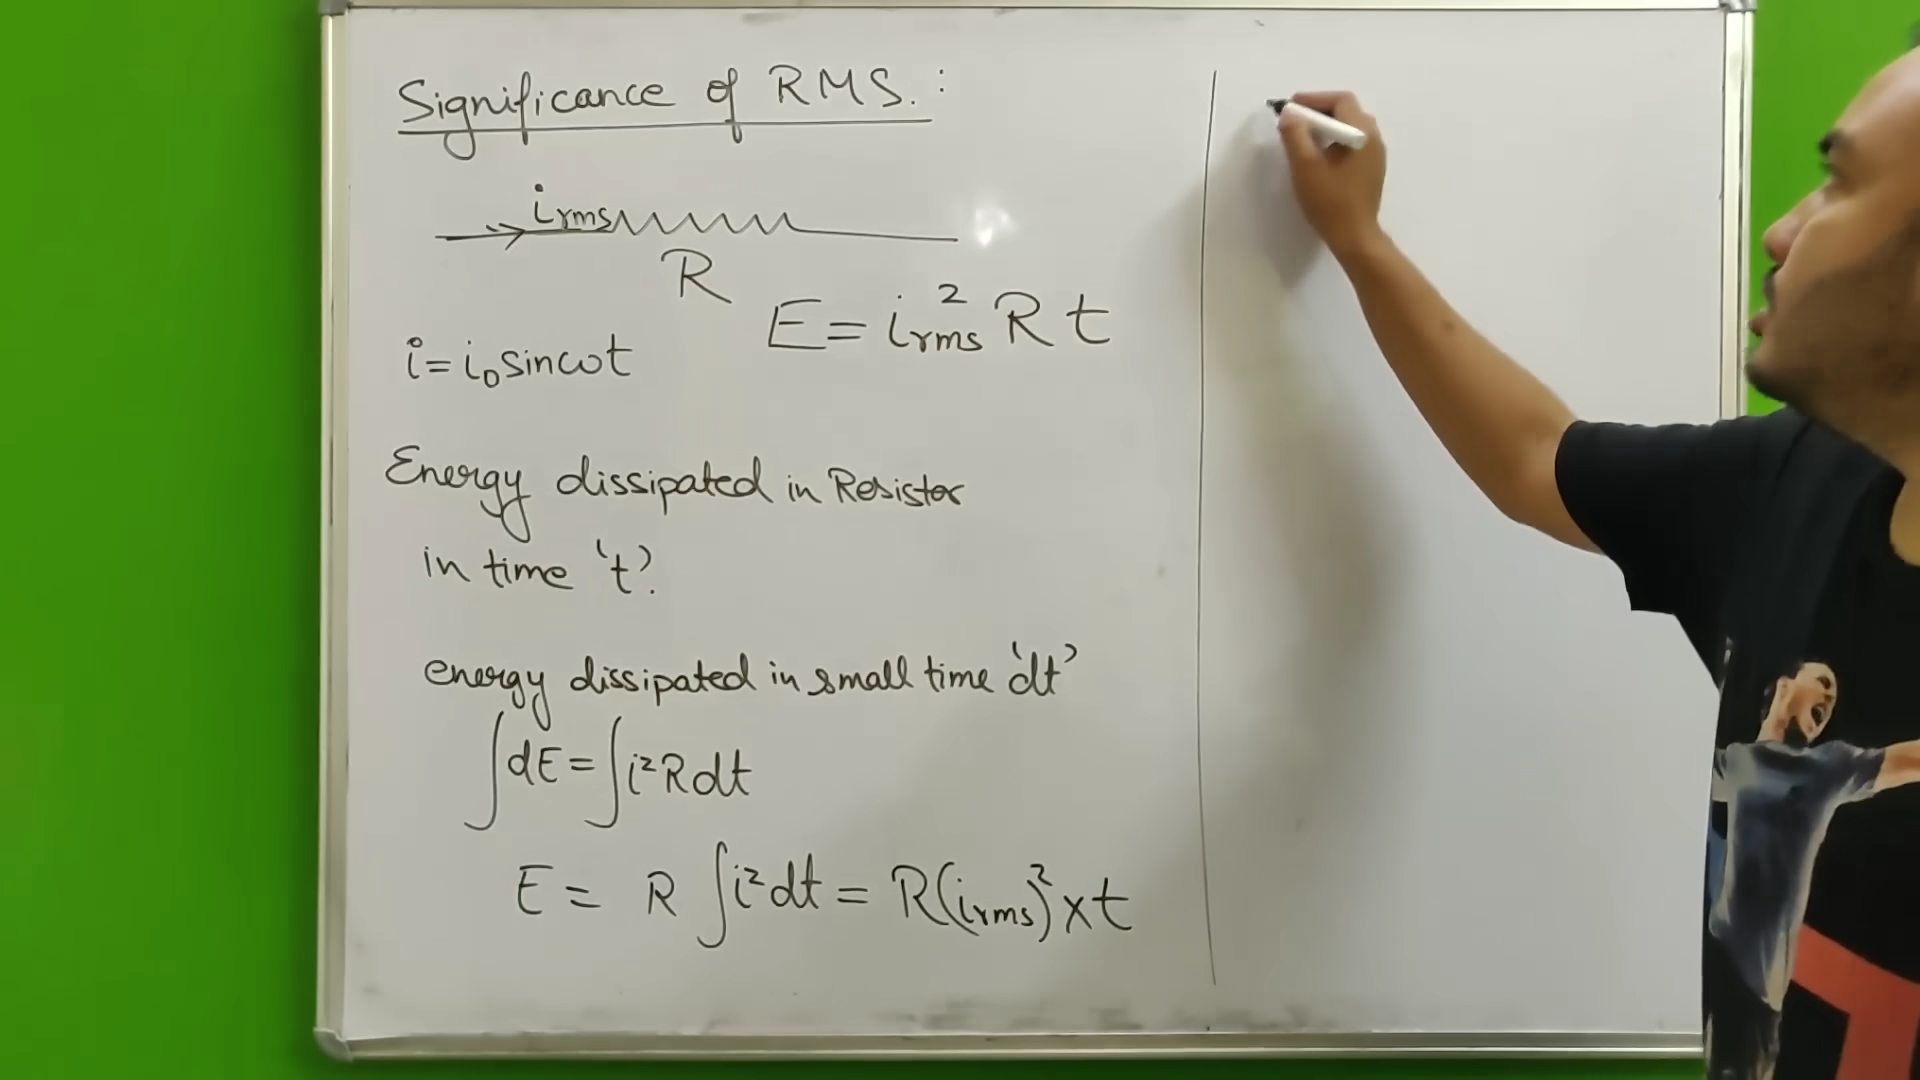 Significance of RMS. :
irms
R
E = irms² R t
i = i₀ sinωt
Energy dissipated in Resistor
in time 't'.
energy dissipated in small time 'dt'
∫dE = ∫i²Rdt
E = R ∫i²dt = R(irms)² x t